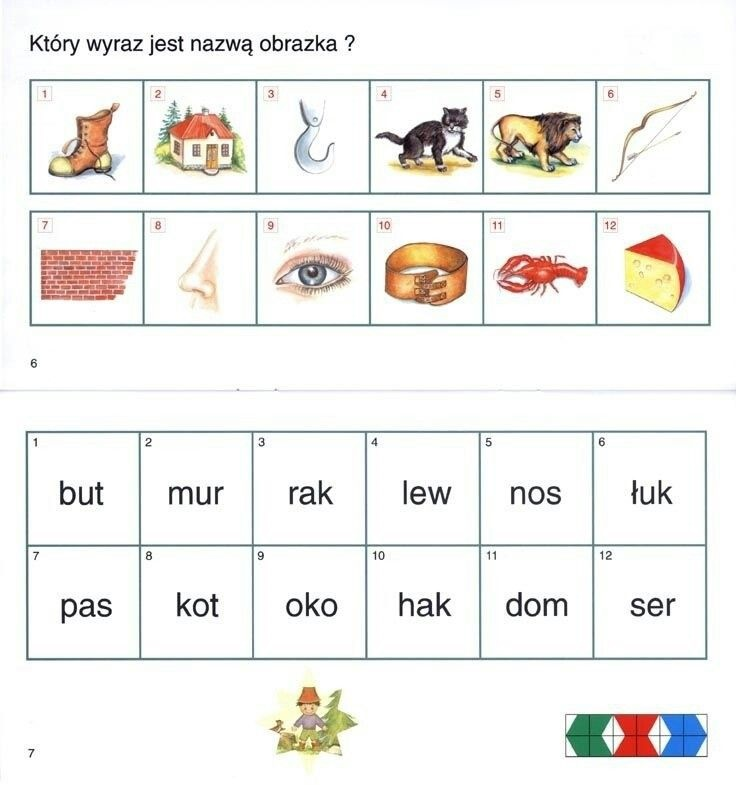 Który wyraz jest nazwą obrazka ?
1 2 3 4 5 6
7 8 9 10 11 12
6
1 2 3 4 5 6
but mur rak lew nos łuk
7 8 9 10 11 12
pas kot oko hak dom ser
7